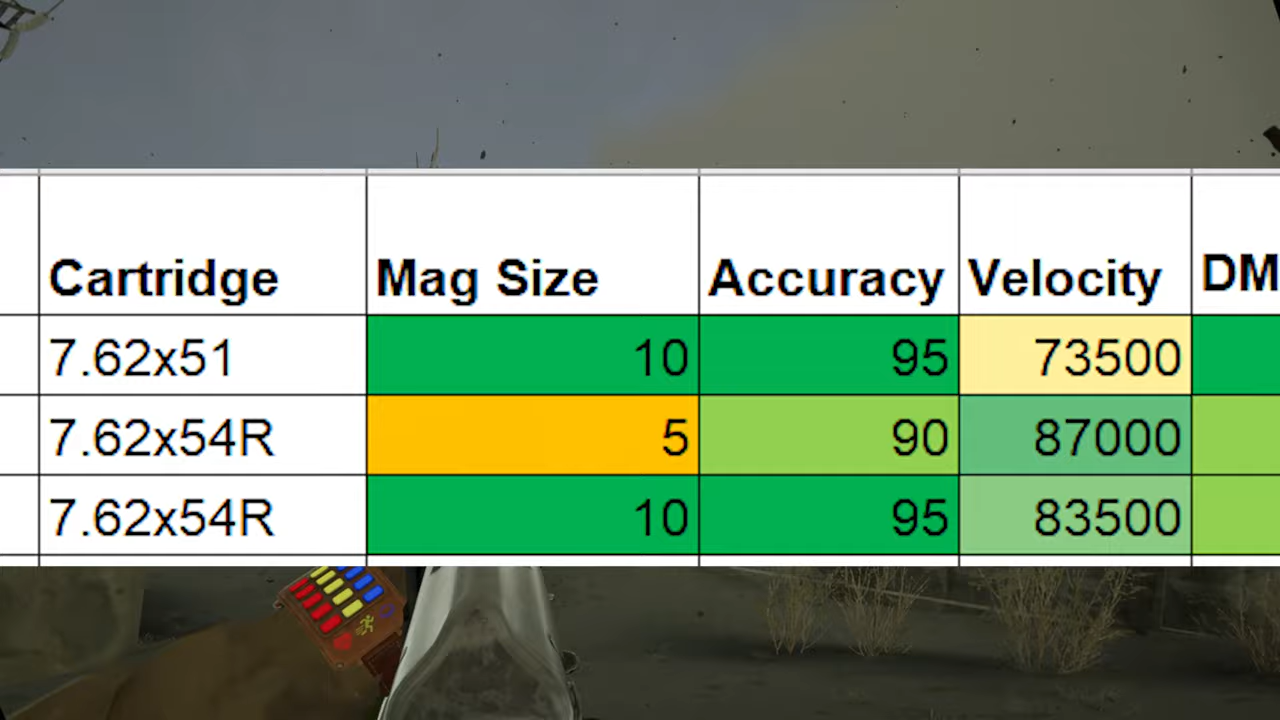 Cartridge Mag Size Accuracy Velocity DM
7.62x51 10 95 73500
7.62x54R 5 90 87000
7.62x54R 10 95 83500